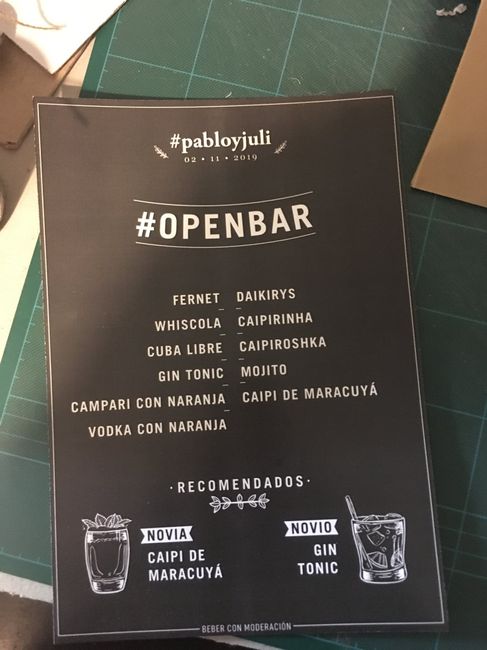 #pabloyjuli
02 • 11 • 2019
#OPENBAR
FERNET
WHISCOLA
CUBA LIBRE
GIN TONIC
CAMPARI CON NARANJA
VODKA CON NARANJA
DAIKIRYS
CAIPIRINHA
CAIPIROSHKA
MOJITO
CAIPI DE MARACUYÁ
·RECOMENDADOS·
NOVIA
CAIPI DE
MARACUYÁ
NOVIO
GIN
TONIC
BEBER CON MODERACIÓN